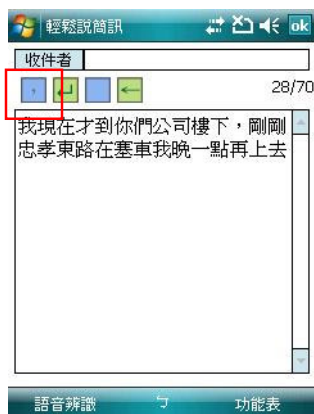 輕鬆說簡訊 ok
收件者
, 28/70
我現在才到你們公司樓下，剛剛
忠孝東路在塞車我晚一點再上去
語音辨識 ㄅ 功能表